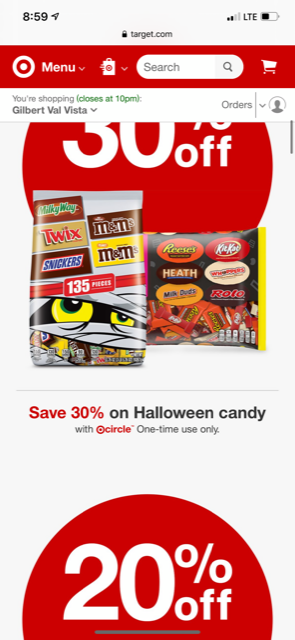 8:59
LTE
target.com
Menu
Search
You're shopping (closes at 10pm):
Gilbert Val Vista
Orders
30%
off
Milky Way
Twix
m&m's
SNICKERS
m&m's
135 PIECES
Reese's
KitKat
HEATH
WHOPPERS
Milk Duds
Rolo
Save 30% on Halloween candy
with circle™ One-time use only.
20%
off